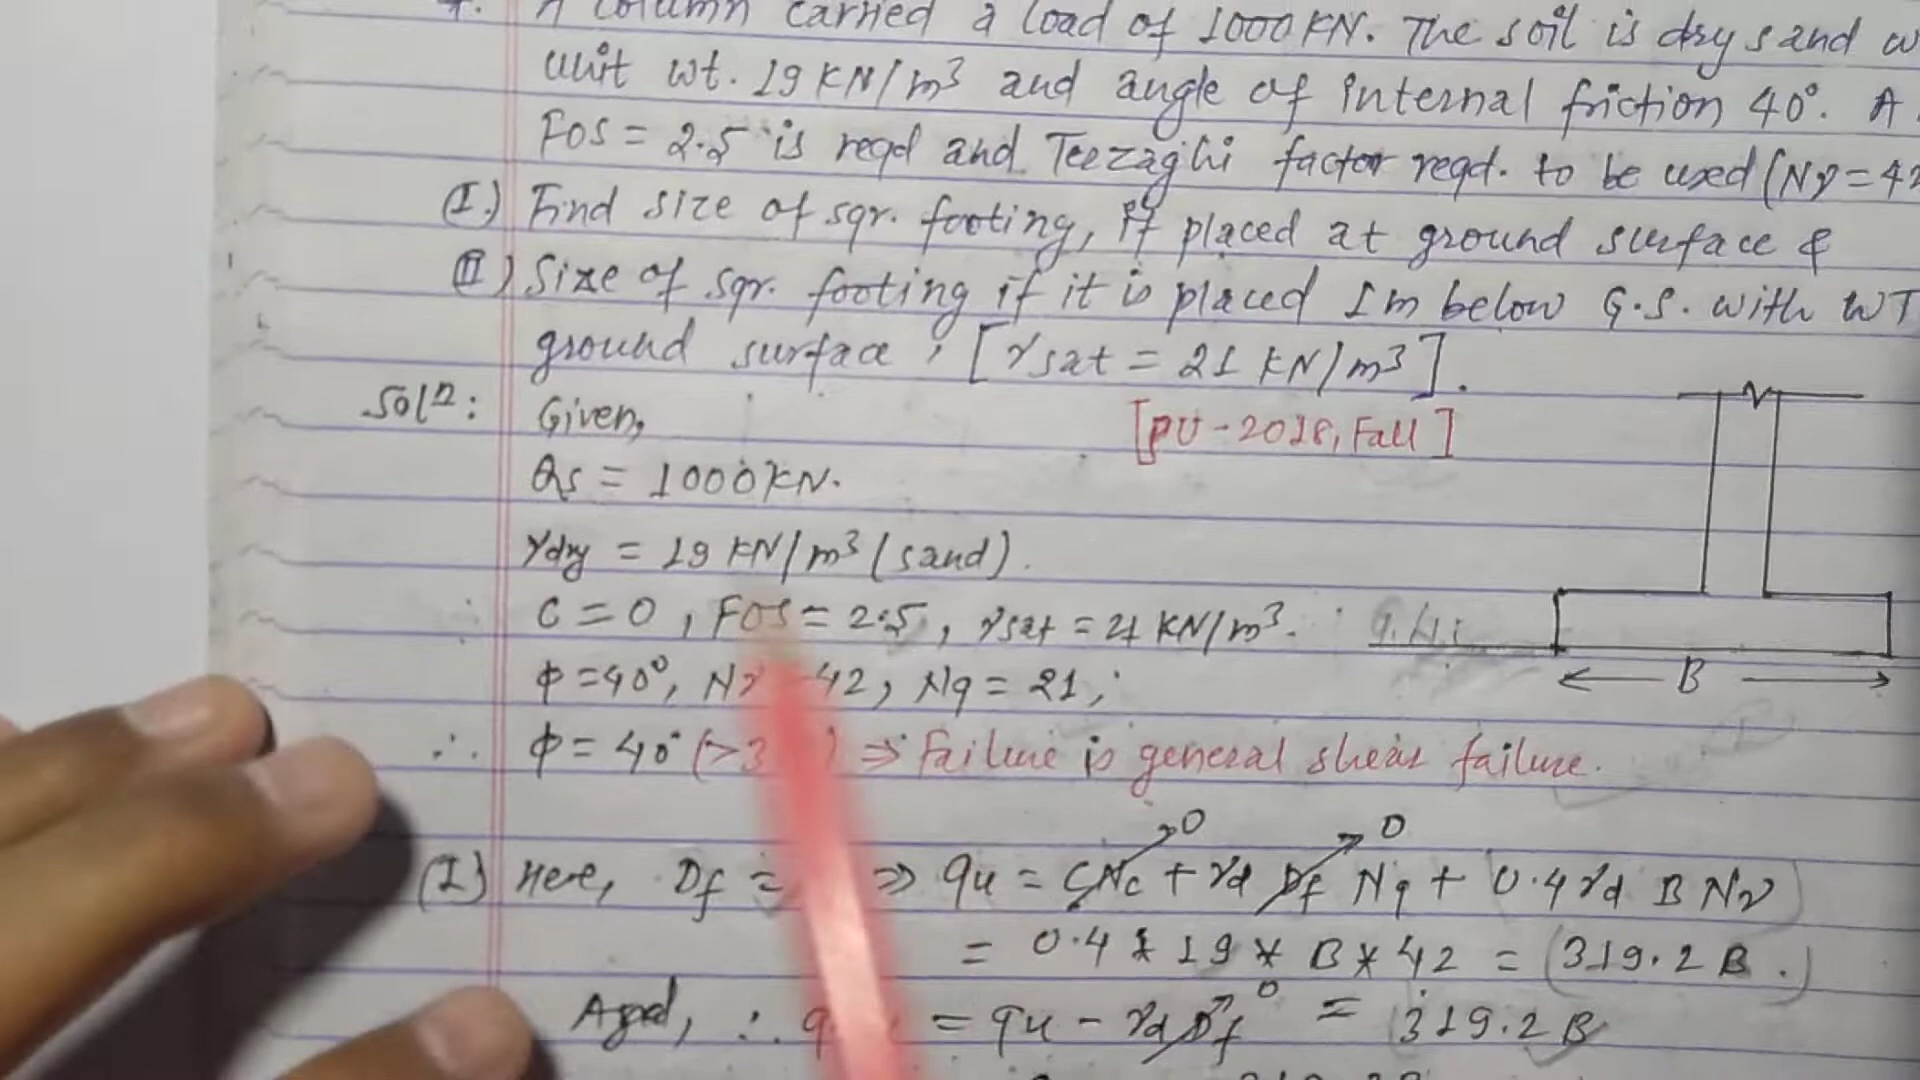 A column carried a load of 1000 KN. The soil is dry sand w
unit wt. 19 KN/m³ and angle of internal friction 40°. A
FOS = 2.5 is reqd and Teezaghi factor reqd. to be used (Nγ = 42
(I.) Find size of sqr. footing, if placed at ground surface &
(II) Size of sqr. footing if it is placed 1m below G.S. with WT
ground surface, [γsat = 21 KN/m³].
Solⁿ: Given, [PU-2018, Fall]
Qs = 1000 KN.
γdry = 19 KN/m³ (sand).
C = 0, FOS = 2.5, γsat = 21 KN/m³.
φ = 40°, Nγ 42, Nq = 21,
B
∴ φ = 40° (>3 ) ⇒ Failure is general shear failure.
0 0
(I) Here, Df = ⇒ qu = CNc + γd Df Nq + 0.4 γd B Nγ
= 0.4 * 19 * B * 42 = (319.2 B.)
0
And, ∴ q = qu - γd Df = 319.2 B